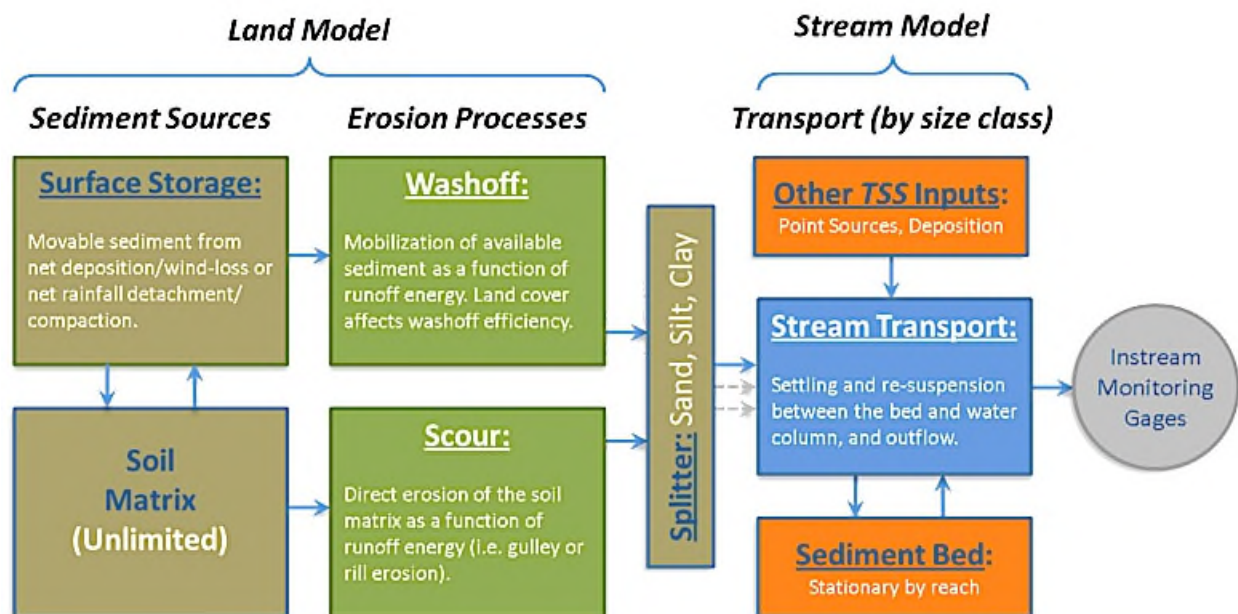 Land Model
Stream Model
Sediment Sources
Erosion Processes
Transport (by size class)
Surface Storage:
Movable sediment from
net deposition/wind-loss or
net rainfall detachment/
compaction.
Washoff:
Mobilization of available
sediment as a function of
runoff energy. Land cover
affects washoff efficiency.
Soil
Matrix
(Unlimited)
Scour:
Direct erosion of the soil
matrix as a function of
runoff energy (i.e. gulley or
rill erosion).
Splitter: Sand, Silt, Clay
Other TSS Inputs:
Point Sources, Deposition
Stream Transport:
Settling and re-suspension
between the bed and water
column, and outflow.
Sediment Bed:
Stationary by reach
Instream
Monitoring
Gages